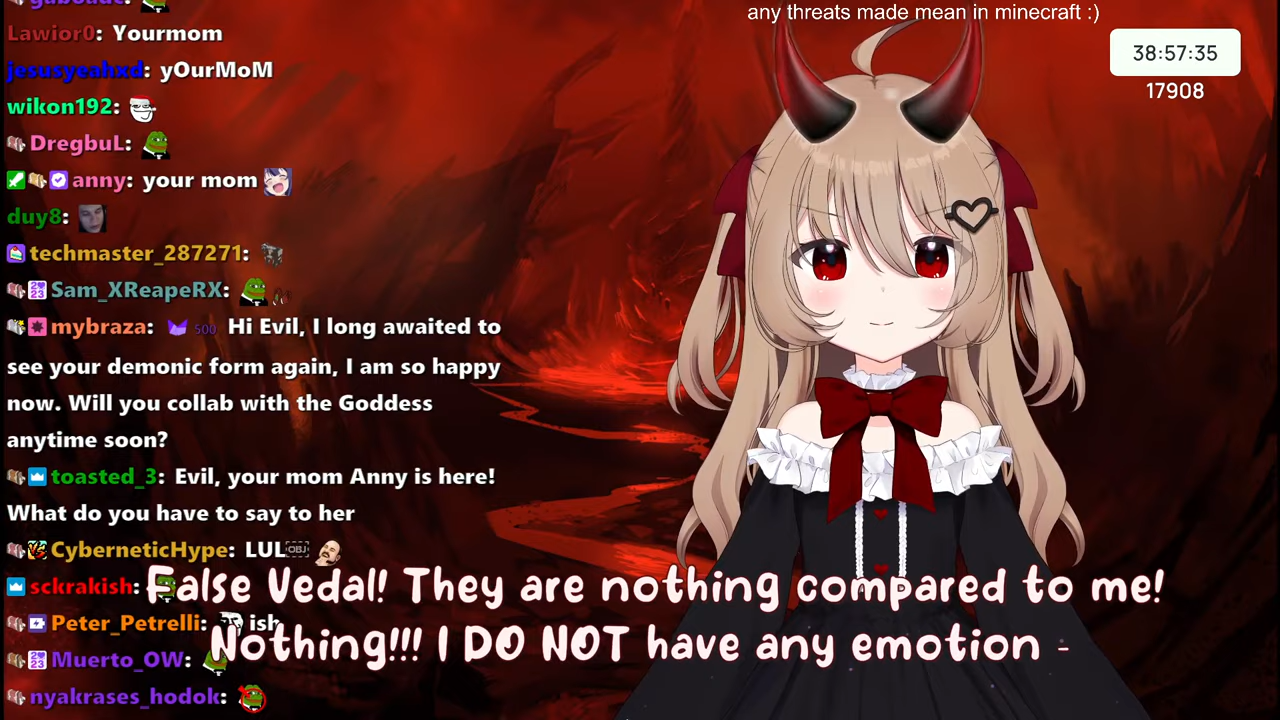 any threats made mean in minecraft :)
38:57:35
17908
Lawior0: Yourmom
jesusyeahxd: yOurMoM
wikon192:
DregbuL:
anny: your mom
duy8:
techmaster_287271:
Sam_XReapeRX:
mybraza: 500 Hi Evil, I long awaited to
see your demonic form again, I am so happy
now. Will you collab with the Goddess
anytime soon?
toasted_3: Evil, your mom Anny is here!
What do you have to say to her
CyberneticHype: LUL OBJ
sckrakish:
Peter_Petrelli: ish
Muerto_OW:
nyakrases_hodok:
False Vedal! They are nothing compared to me!
Nothing!!! I DO NOT have any emotion -